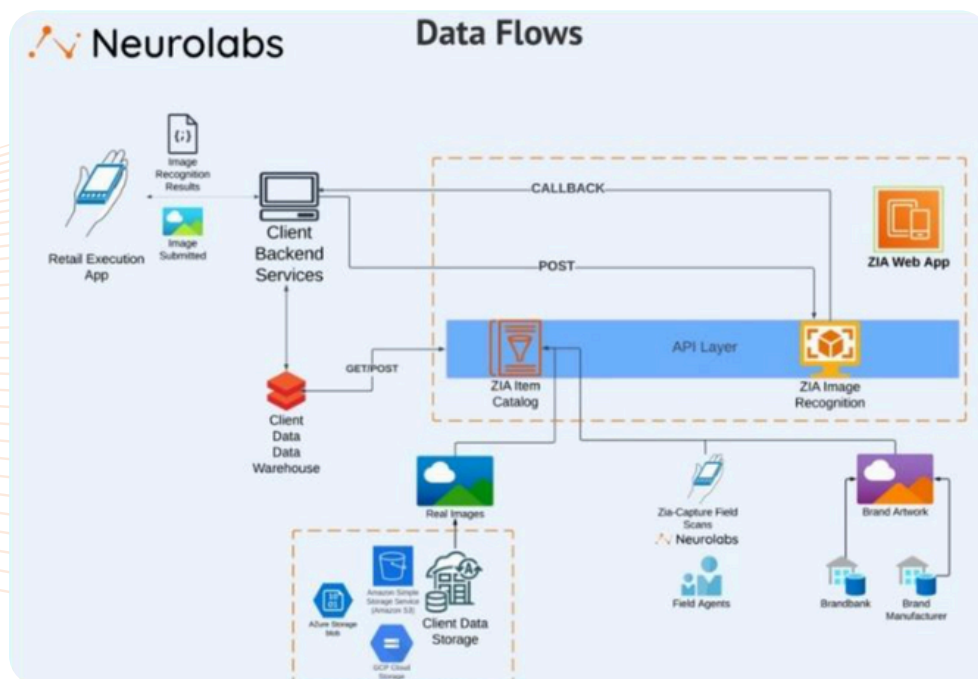 Neurolabs
Data Flows
{;}
Image
Recognition
Results
Image
Submitted
Retail Execution
App
Client
Backend
Services
CALLBACK
POST
ZIA Web App
API Layer
GET/POST
ZIA Item
Catalog
ZIA Image
Recognition
Client
Data
Data
Warehouse
Real Images
Zia-Capture Field
Scans
Neurolabs
Field Agents
Brand Artwork
Brandbank
Brand
Manufacturer
10
01
AZure Storage
blob
Amazon Simple
Storage Service
(Amazon S3)
A
Client Data
Storage
GCP Cloud
Storage